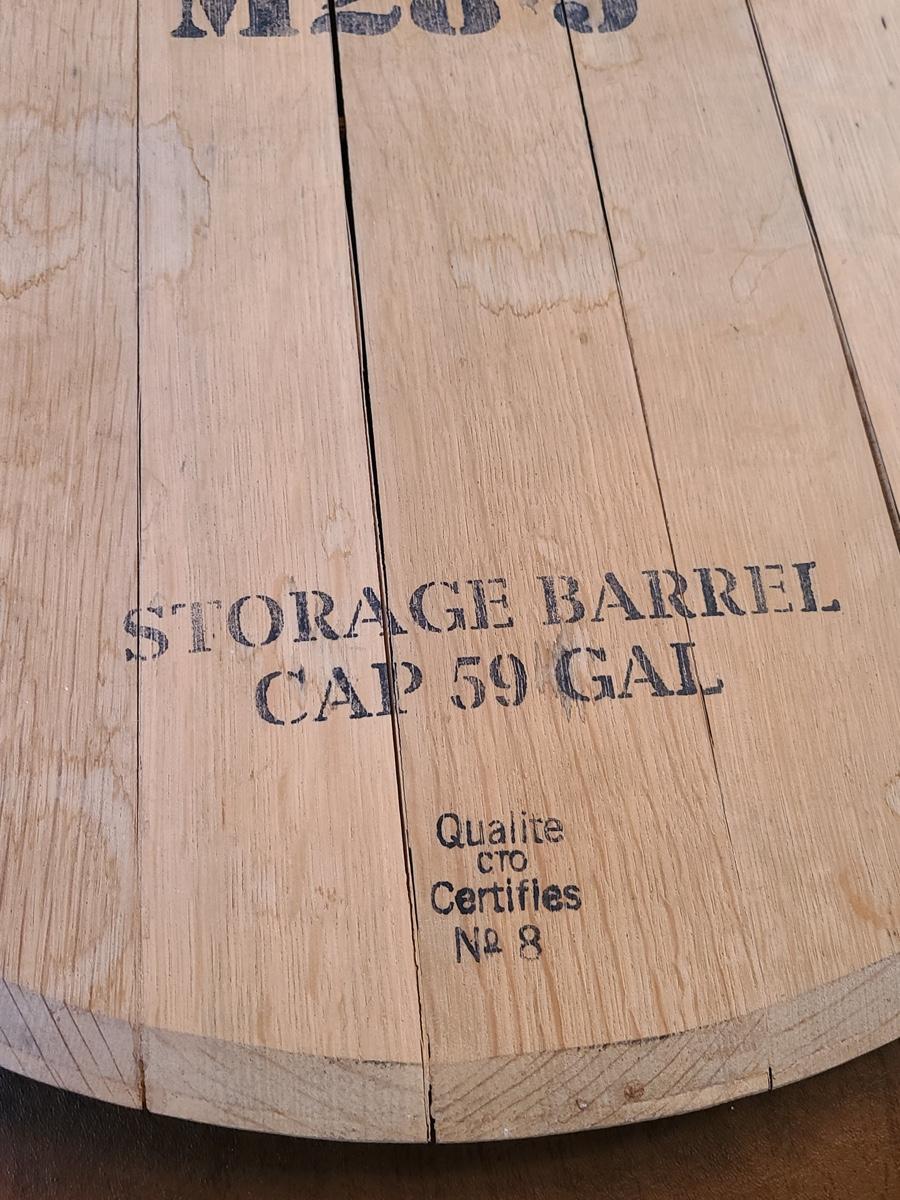 STORAGE BARREL
CAP 59 GAL
Qualite
CTO
Certifies
№ 8